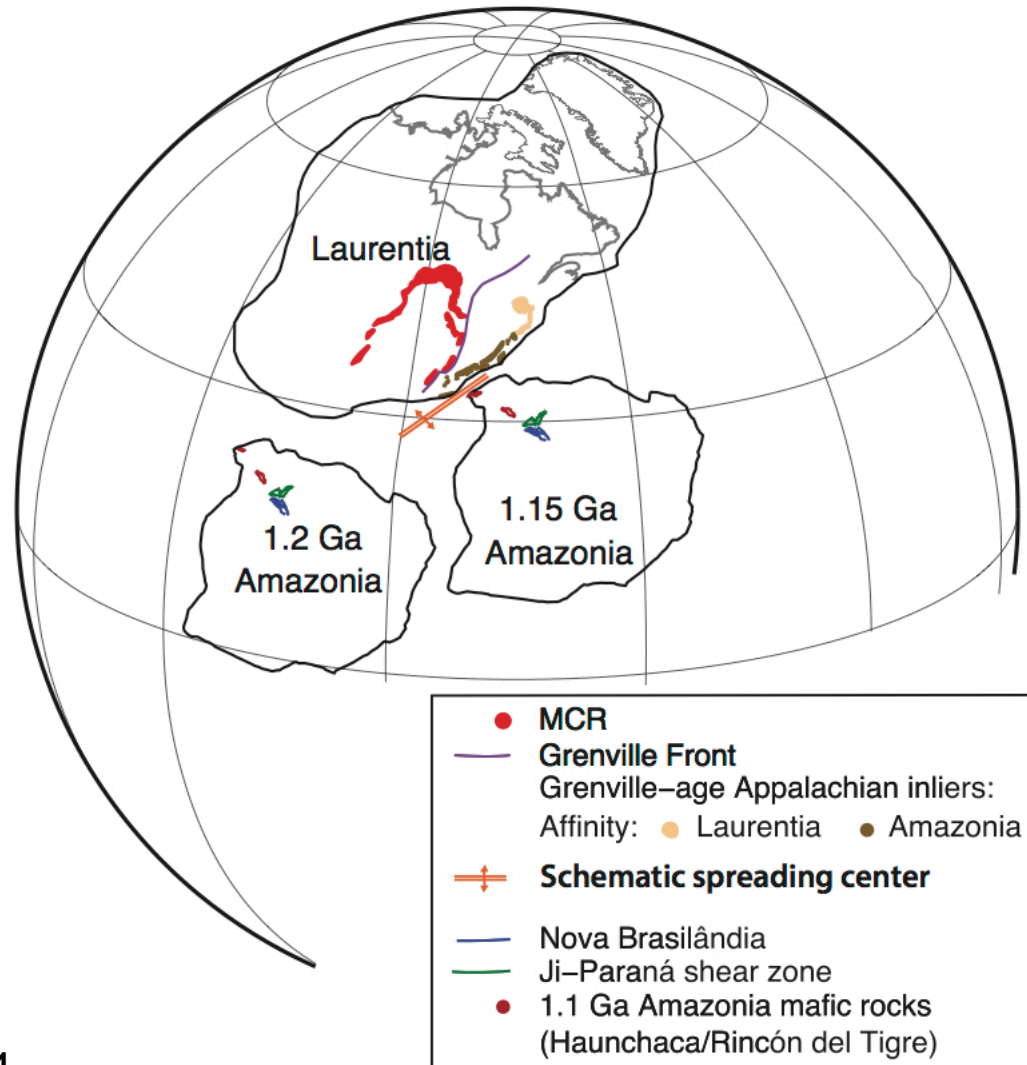 Laurentia
1.2 Ga
Amazonia
1.15 Ga
Amazonia
MCR
Grenville Front
Grenville–age Appalachian inliers:
Affinity: Laurentia Amazonia
Schematic spreading center
Nova Brasilândia
Ji–Paraná shear zone
1.1 Ga Amazonia mafic rocks
(Haunchaca/Rincón del Tigre)